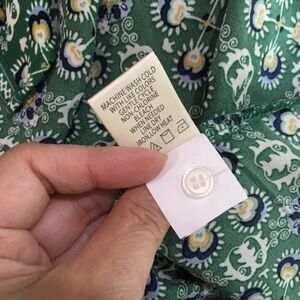 MACHINE WASH COLD
WITH LIKE COLORS
GENTLE CYCLE
NON-CHLORINE
BLEACH
WHEN NEEDED
LINE DRY
IRON LOW HEAT